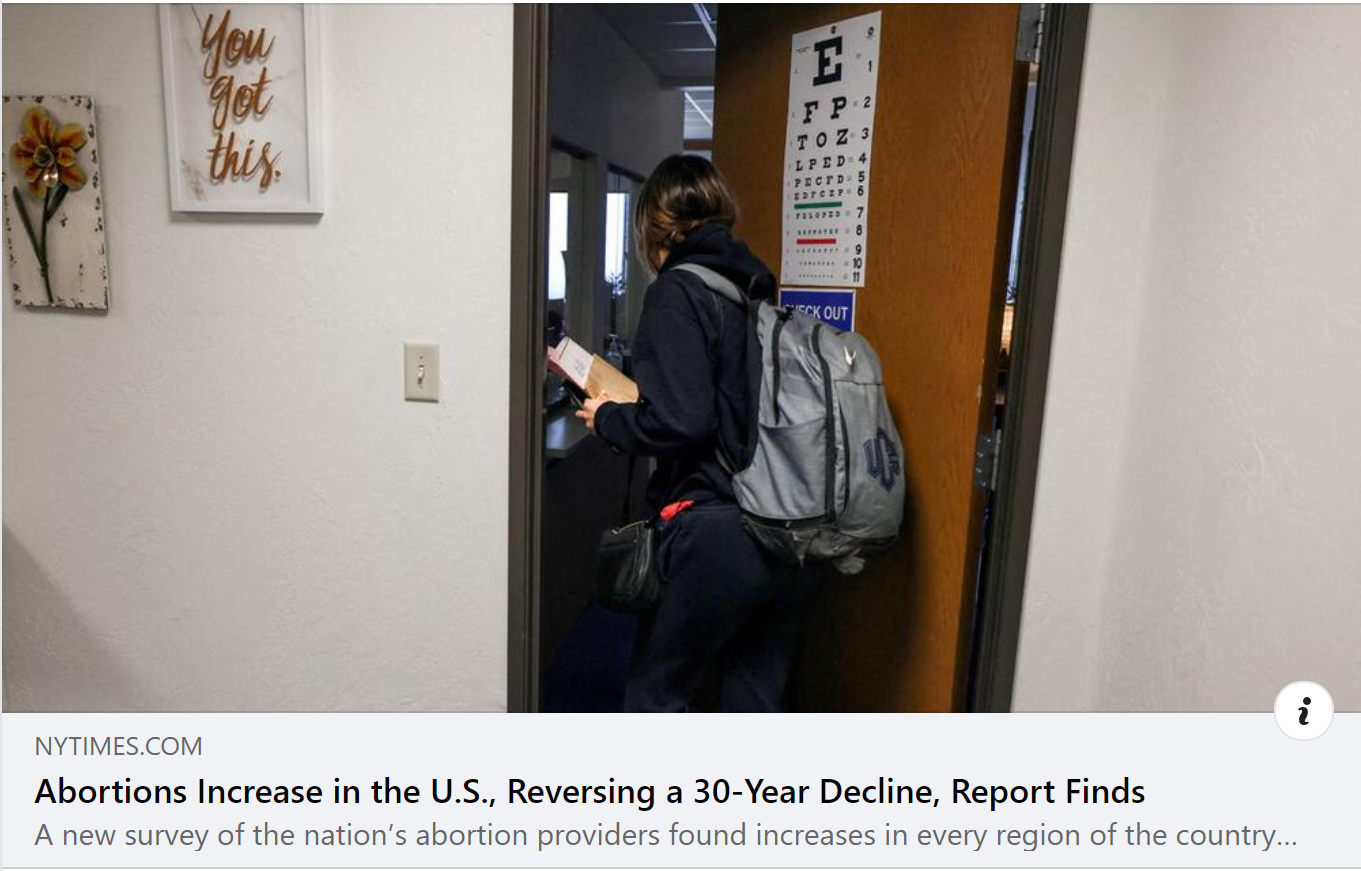 You
got
this.
E 1
F P 2
T O Z 3
L P E D 4
P E C F D 5
E D F C Z P 6
F E L O P Z D 7
8
9
10
11
CHECK OUT
NYTIMES.COM
Abortions Increase in the U.S., Reversing a 30-Year Decline, Report Finds
A new survey of the nation’s abortion providers found increases in every region of the country...